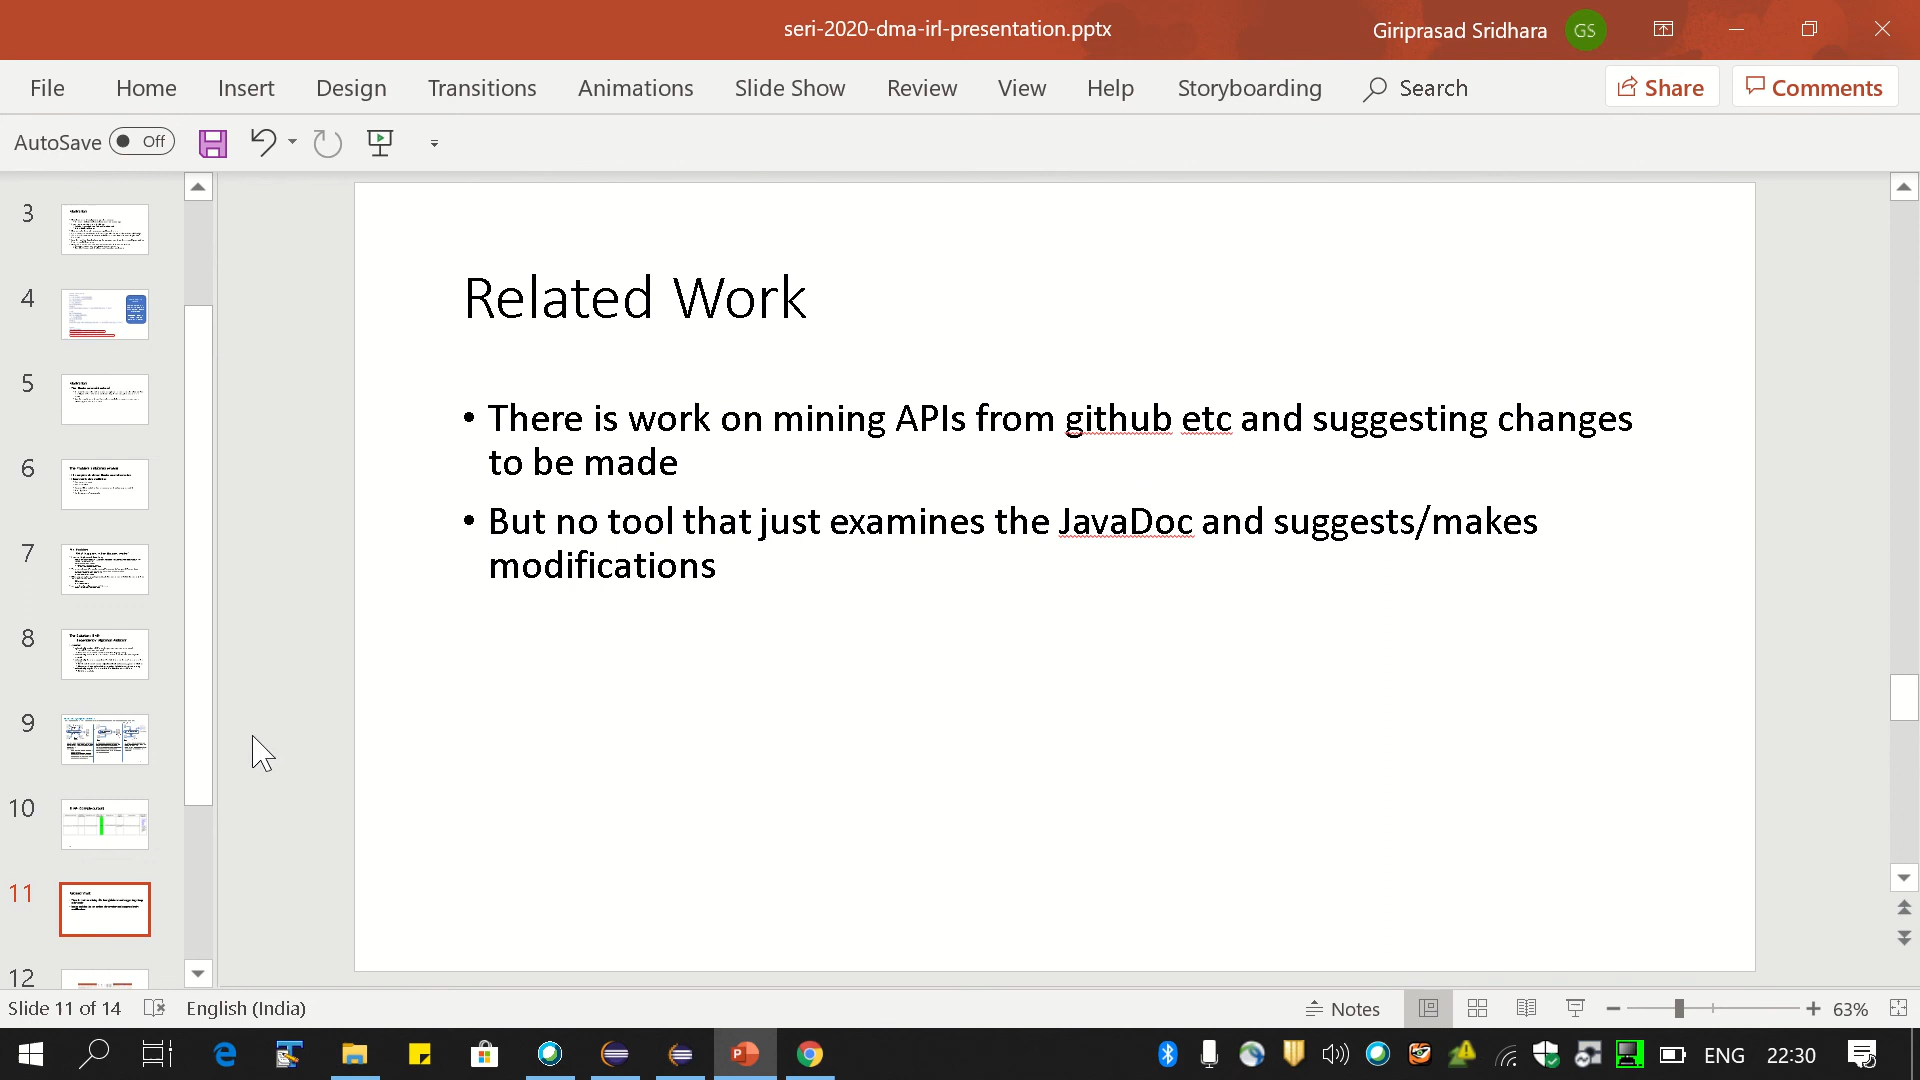 seri-2020-dma-irl-presentation.pptx
Giriprasad Sridhara
GS
File
Home
Insert
Design
Transitions
Animations
Slide Show
Review
View
Help
Storyboarding
Search
Share
Comments
AutoSave
Off
3
4
5
6
7
8
9
10
11
12
Related Work
• There is work on mining APIs from github etc and suggesting changes
to be made
• But no tool that just examines the JavaDoc and suggests/makes
modifications
Slide 11 of 14
English (India)
Notes
63%
ENG
22:30